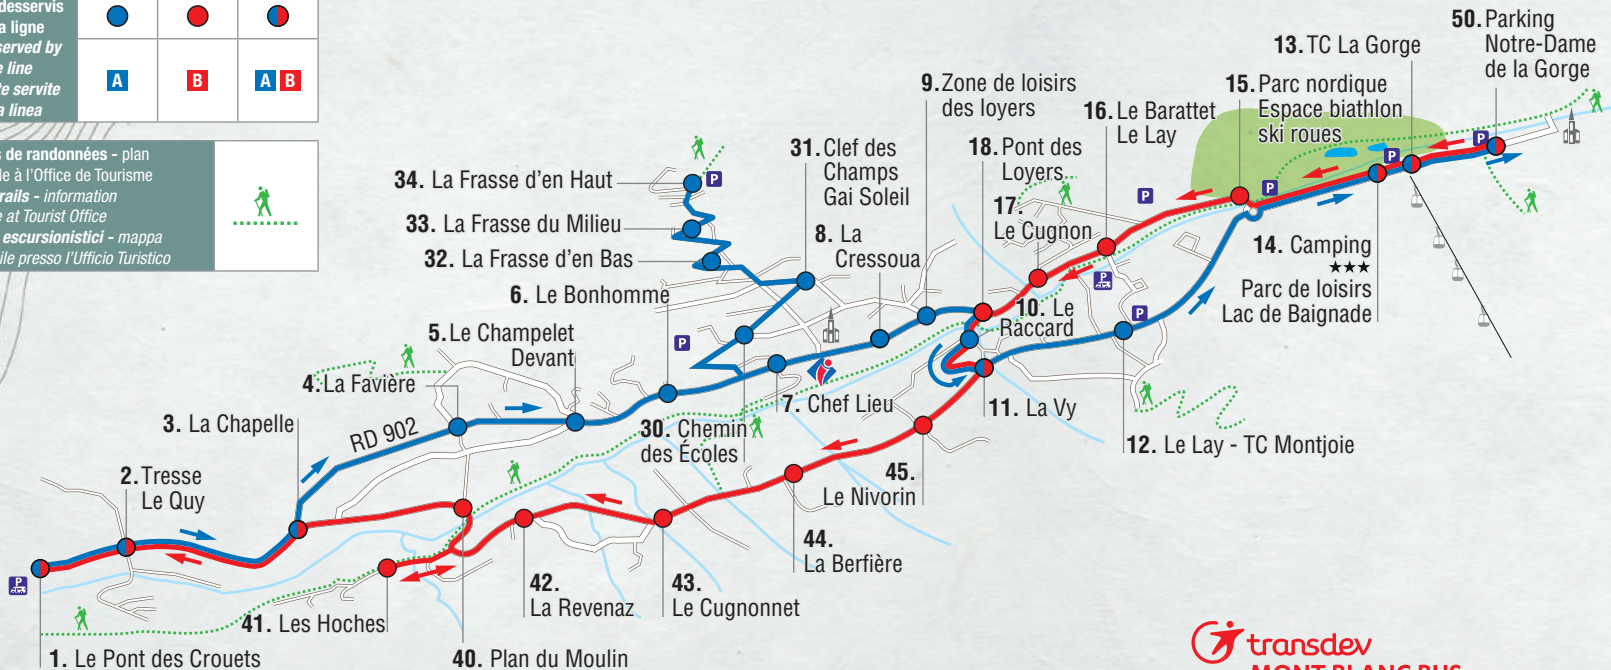 desservis
a ligne
served by
e line
te servite
a linea
A
B
A B
s de randonnées - plan
le à l'Office de Tourisme
rails - information
e at Tourist Office
escursionistici - mappa
ile presso l'Ufficio Turistico
50. Parking
Notre-Dame
de la Gorge
13. TC La Gorge
9. Zone de loisirs
des loyers
15. Parc nordique
Espace biathlon
ski roues
16. Le Barattet
Le Lay
31. Clef des
Champs
Gai Soleil
18. Pont des
Loyers
34. La Frasse d'en Haut
33. La Frasse du Milieu
32. La Frasse d'en Bas
8. La
Cressoua
17.
Le Cugnon
14. Camping
★★★
Parc de loisirs
Lac de Baignade
6. Le Bonhomme
10. Le
Raccard
5. Le Champelet
Devant
4. La Favière
3. La Chapelle
RD 902
7. Chef Lieu
11. La Vy
30. Chemin
des Écoles
12. Le Lay - TC Montjoie
2. Tresse
Le Quy
45.
Le Nivorin
44.
La Berfière
42.
La Revenaz
43.
Le Cugnonnet
41. Les Hoches
1. Le Pont des Crouets
40. Plan du Moulin
P
P
P
P
P
P
P
P
P
P
transdev
MONT-BLANC BUS